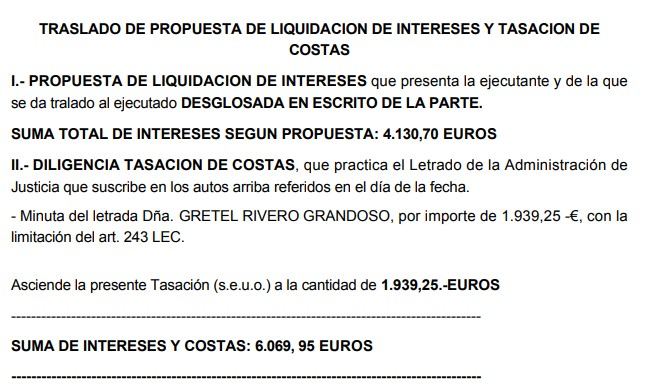 TRASLADO DE PROPUESTA DE LIQUIDACION DE INTERESES Y TASACION DE
COSTAS
I.- PROPUESTA DE LIQUIDACION DE INTERESES que presenta la ejecutante y de la que
se da tralado al ejecutado DESGLOSADA EN ESCRITO DE LA PARTE.
SUMA TOTAL DE INTERESES SEGUN PROPUESTA: 4.130,70 EUROS
II.- DILIGENCIA TASACION DE COSTAS, que practica el Letrado de la Administración de
Justicia que suscribe en los autos arriba referidos en el día de la fecha.
- Minuta del letrada Dña. GRETEL RIVERO GRANDOSO, por importe de 1.939,25 -€, con la
limitación del art. 243 LEC.
Asciende la presente Tasación (s.e.u.o.) a la cantidad de 1.939,25.-EUROS
----------------------------------------------------------------------------------------------
SUMA DE INTERESES Y COSTAS: 6.069, 95 EUROS
----------------------------------------------------------------------------------------------